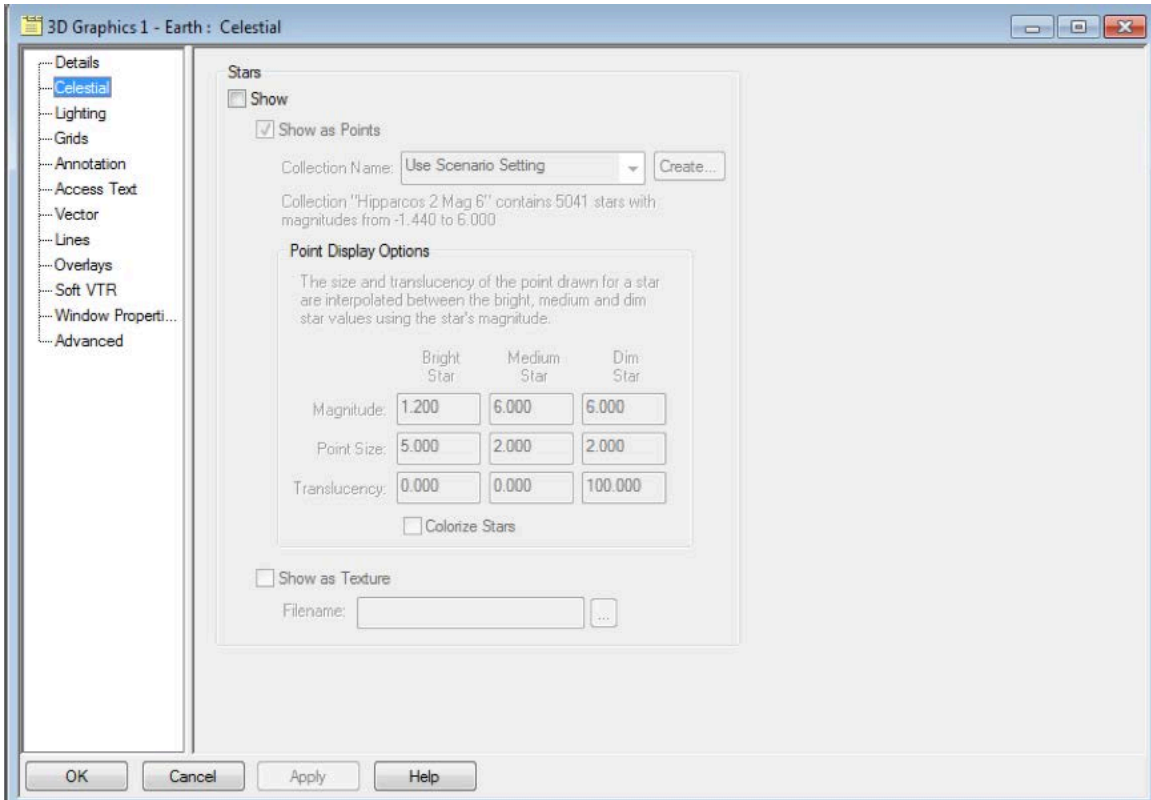 3D Graphics 1 - Earth : Celestial
Details
Celestial
Lighting
Grids
Annotation
Access Text
Vector
Lines
Overlays
Soft VTR
Window Properti...
Advanced
Stars
Show
Show as Points
Collection Name: Use Scenario Setting Create...
Collection "Hipparcos 2 Mag 6" contains 5041 stars with
magnitudes from -1.440 to 6.000
Point Display Options
The size and translucency of the point drawn for a star
are interpolated between the bright, medium and dim
star values using the star's magnitude.
Bright Medium Dim
Star Star Star
Magnitude: 1.200 6.000 6.000
Point Size: 5.000 2.000 2.000
Translucency: 0.000 0.000 100.000
Colorize Stars
Show as Texture
Filename: ...
OK Cancel Apply Help